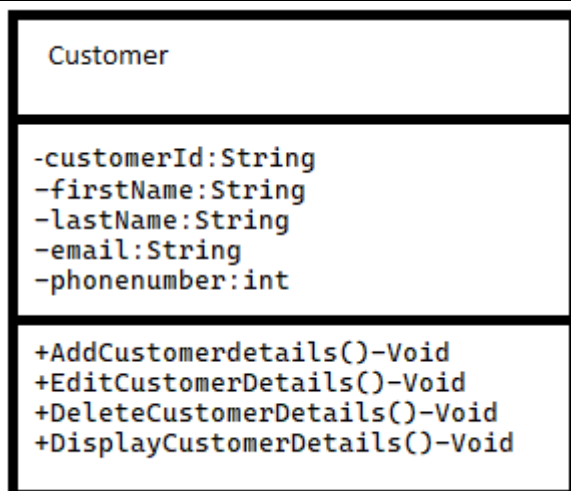 Customer
-customerId:String
-firstName:String
-lastName:String
-email:String
-phonenumber:int
+AddCustomerdetails()-Void
+EditCustomerDetails()-Void
+DeleteCustomerDetails()-Void
+DisplayCustomerDetails()-Void